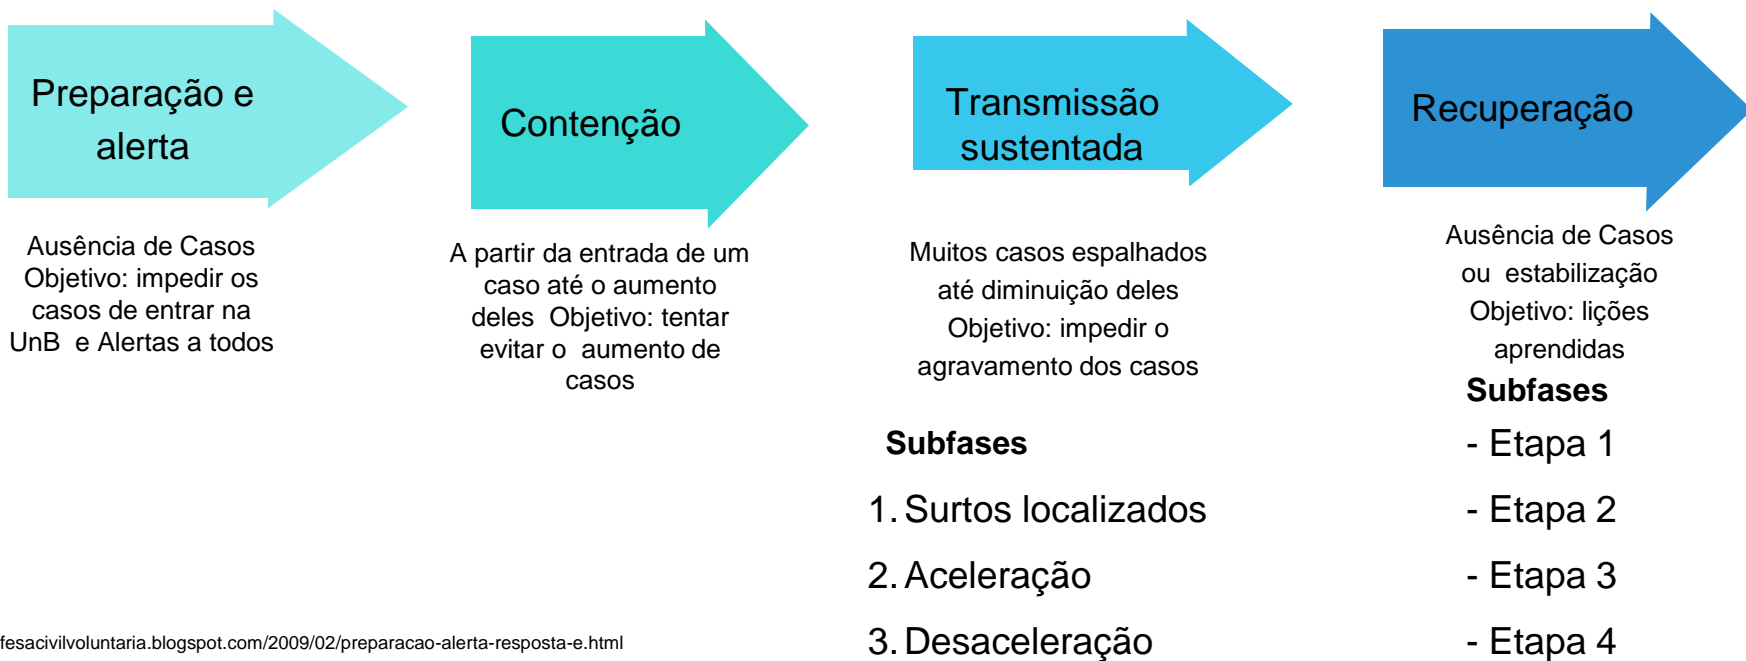 Preparação e
alerta
Ausência de Casos
Objetivo: impedir os
casos de entrar na
UnB e Alertas a todos
Contenção
A partir da entrada de um
caso até o aumento
deles Objetivo: tentar
evitar o aumento de
casos
Transmissão
sustentada
Muitos casos espalhados
até diminuição deles
Objetivo: impedir o
agravamento dos casos
Subfases
1. Surtos localizados
2. Aceleração
3. Desaceleração
Recuperação
Ausência de Casos
ou estabilização
Objetivo: lições
aprendidas
Subfases
- Etapa 1
- Etapa 2
- Etapa 3
- Etapa 4
fesacivilvoluntaria.blogspot.com/2009/02/preparacao-alerta-resposta-e.html